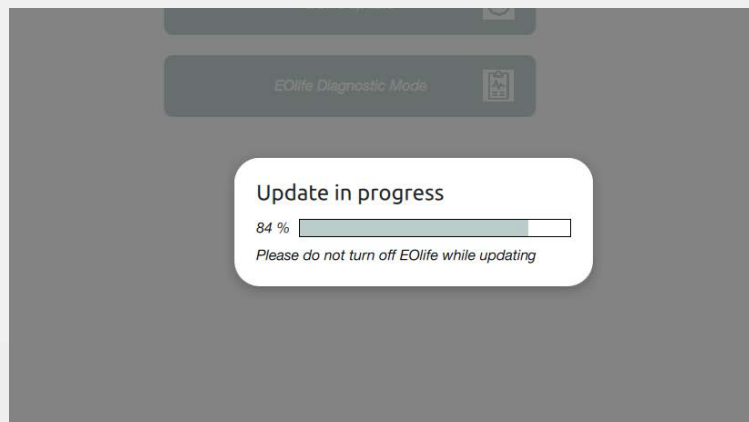 EOlife Diagnostic Mode
Update in progress
84 %
Please do not turn off EOlife while updating